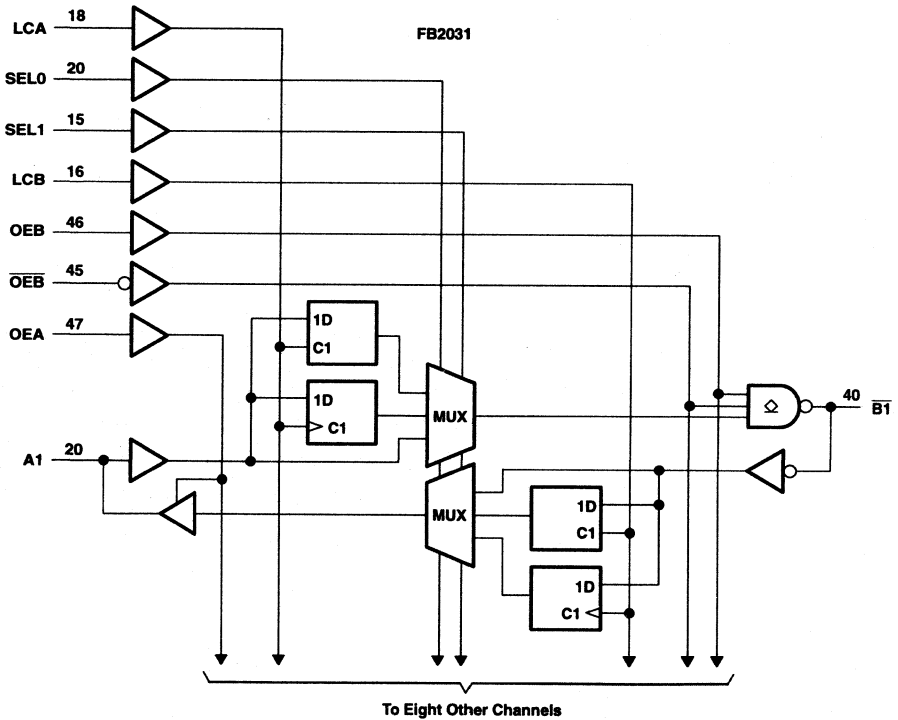 FB2031
LCA 18
SEL0 20
SEL1 15
LCB 16
OEB 46
OEB 45
OEA 47
1D
C1
1D
C1
MUX
A1 20
40 B1
MUX
1D
C1
1D
C1
To Eight Other Channels